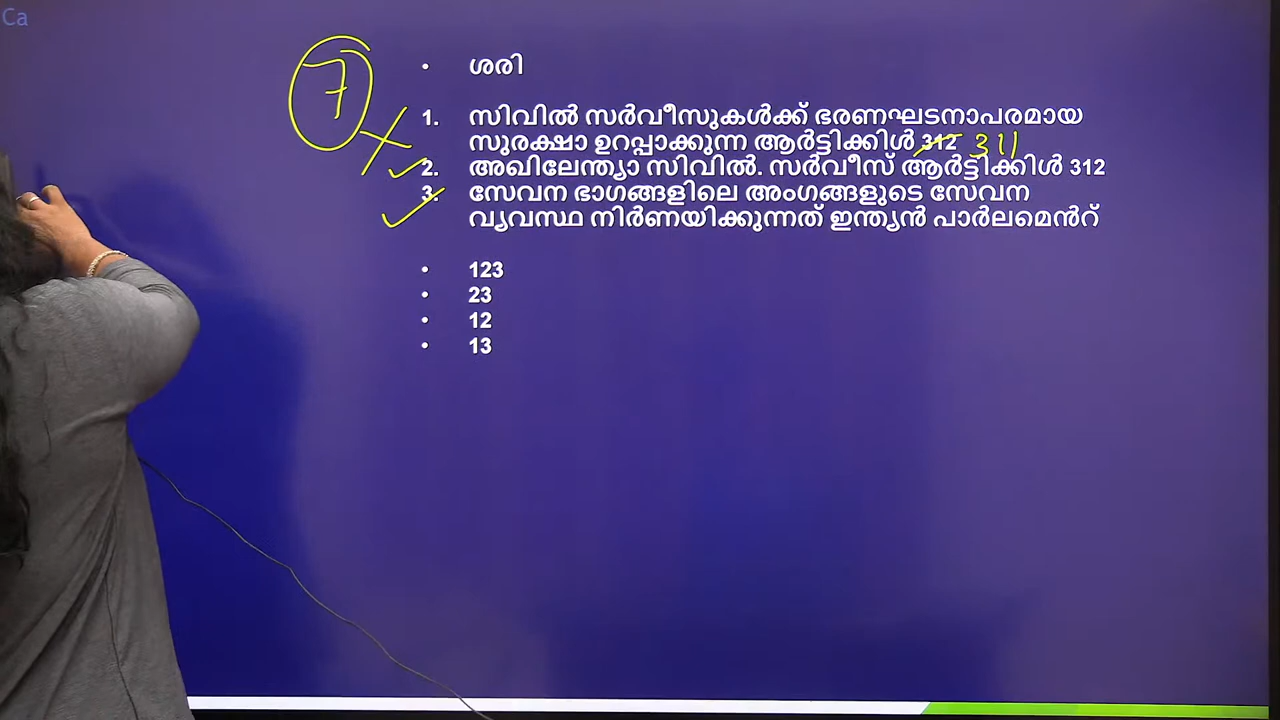 Ca
7
• ശരി
1. സിവിൽ സർവീസുകൾക്ക് ഭരണഘടനാപരമായ
സുരക്ഷാ ഉറപ്പാക്കുന്ന ആർട്ടിക്കിൾ 312 311
2. അഖിലേന്ത്യാ സിവിൽ. സർവീസ് ആർട്ടിക്കിൾ 312
3. സേവന ഭാഗങ്ങളിലെ അംഗങ്ങളുടെ സേവന
വ്യവസ്ഥ നിർണയിക്കുന്നത് ഇന്ത്യൻ പാർലമെൻറ്
• 123
• 23
• 12
• 13